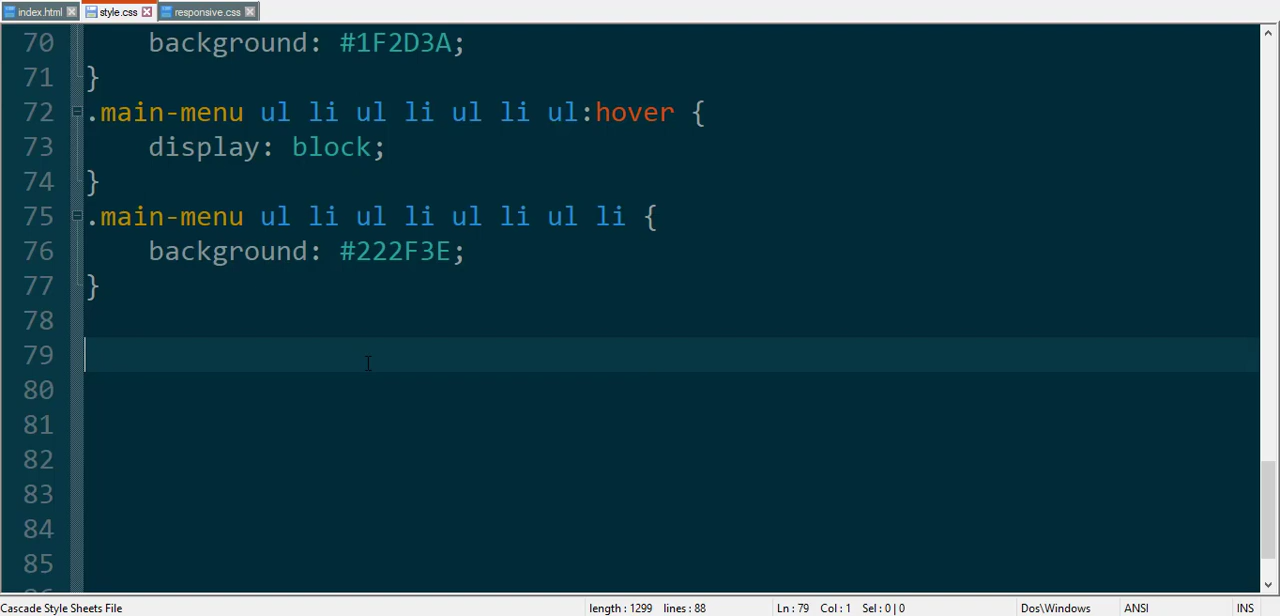 index.html style.css responsive.css
70 background: #1F2D3A;
71 }
72 .main-menu ul li ul li ul li ul:hover {
73 display: block;
74 }
75 .main-menu ul li ul li ul li ul li {
76 background: #222F3E;
77 }
78
79
80
81
82
83
84
85
Cascade Style Sheets File length : 1299 lines : 88 Ln : 79 Col : 1 Sel : 0 | 0 Dos\Windows ANSI INS